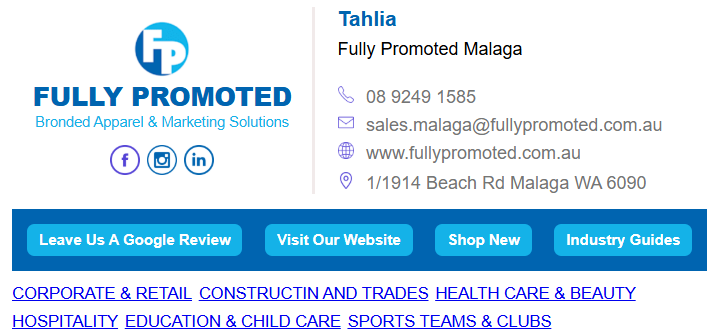 FP
FULLY PROMOTED
Bronded Apparel & Marketing Solutions
Tahlia
Fully Promoted Malaga
08 9249 1585
sales.malaga@fullypromoted.com.au
www.fullypromoted.com.au
1/1914 Beach Rd Malaga WA 6090
Leave Us A Google Review Visit Our Website Shop New Industry Guides
CORPORATE & RETAIL CONSTRUCTIN AND TRADES HEALTH CARE & BEAUTY
HOSPITALITY EDUCATION & CHILD CARE SPORTS TEAMS & CLUBS